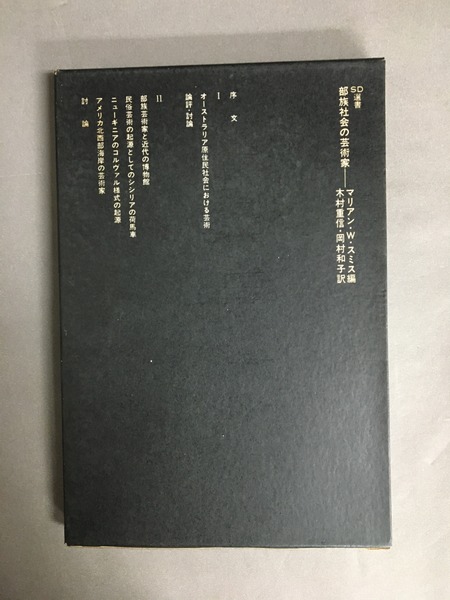 SD選書
部族社会の芸術家——マリアン・W・スミス編
木村重信・岡村和子訳
序文
I
オーストラリア原住民社会における芸術
論評・討論
II
部族芸術家と近代の博物館
民俗芸術の起源としてのシシリアの荷馬車
ニューギニアのコルヴァル様式の起源
アメリカ北西部海岸の芸術家
討論